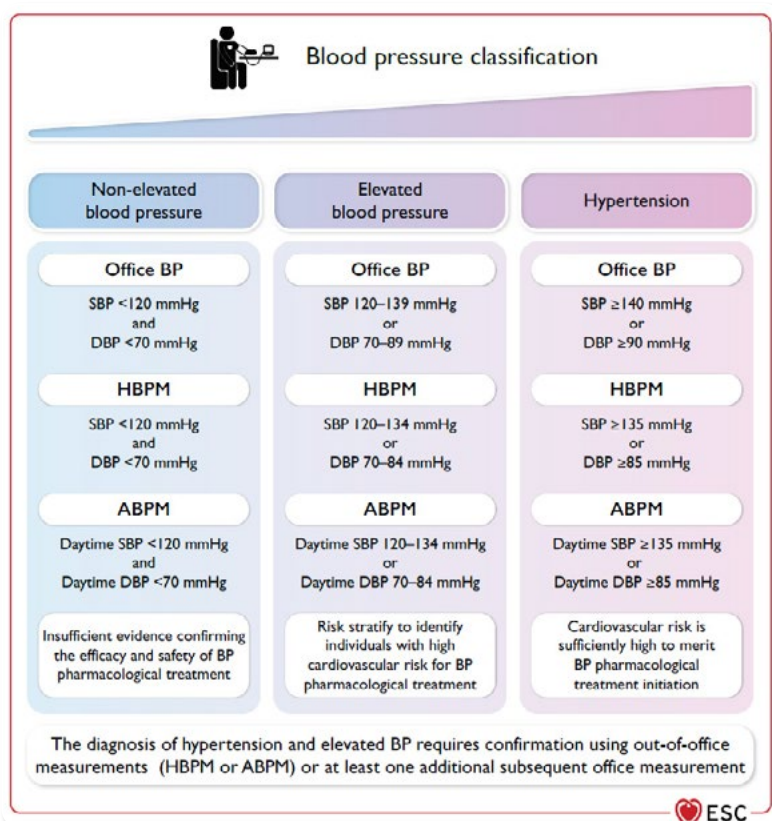 Blood pressure classification
Non-elevated
blood pressure
Office BP
SBP <120 mmHg
and
DBP <70 mmHg
HBPM
SBP <120 mmHg
and
DBP <70 mmHg
ABPM
Daytime SBP <120 mmHg
and
Daytime DBP <70 mmHg
Insufficient evidence confirming
the efficacy and safety of BP
pharmacological treatment
Elevated
blood pressure
Office BP
SBP 120–139 mmHg
or
DBP 70–89 mmHg
HBPM
SBP 120–134 mmHg
or
DBP 70–84 mmHg
ABPM
Daytime SBP 120–134 mmHg
or
Daytime DBP 70–84 mmHg
Risk stratify to identify
individuals with high
cardiovascular risk for BP
pharmacological treatment
Hypertension
Office BP
SBP ≥140 mmHg
or
DBP ≥90 mmHg
HBPM
SBP ≥135 mmHg
or
DBP ≥85 mmHg
ABPM
Daytime SBP ≥135 mmHg
or
Daytime DBP ≥85 mmHg
Cardiovascular risk is
sufficiently high to merit
BP pharmacological
treatment initiation
The diagnosis of hypertension and elevated BP requires confirmation using out-of-office
measurements (HBPM or ABPM) or at least one additional subsequent office measurement
ESC